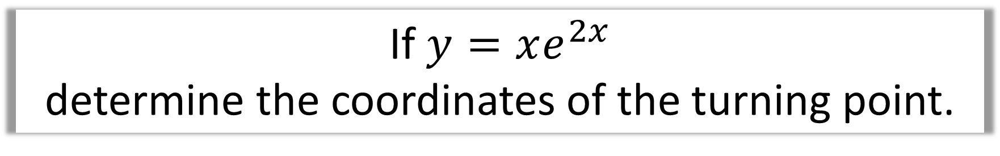 If y = xe^{2x}
determine the coordinates of the turning point.